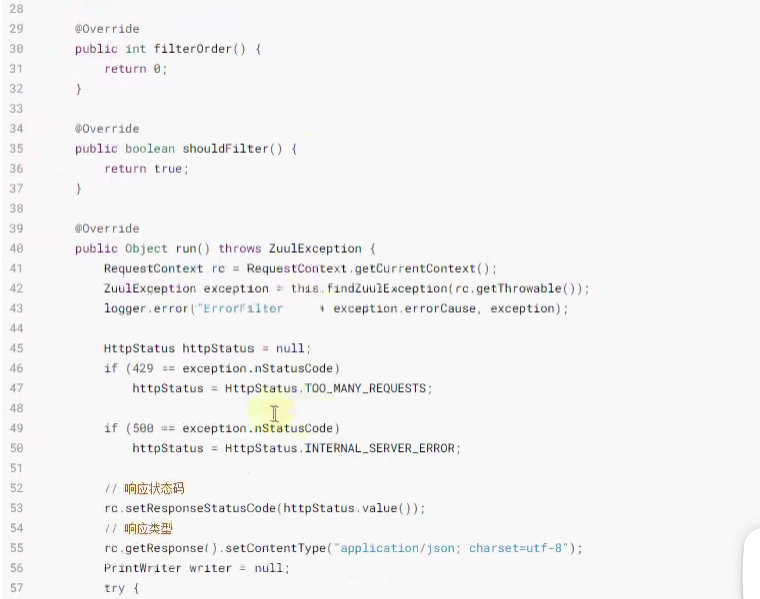 28
29 @Override
30 public int filterOrder() {
31 return 0;
32 }
33
34 @Override
35 public boolean shouldFilter() {
36 return true;
37 }
38
39 @Override
40 public Object run() throws ZuulException {
41 RequestContext rc = RequestContext.getCurrentContext();
42 ZuulException exception = this.findZuulException(rc.getThrowable());
43 logger.error("ErrorFilter + exception.errorCause, exception);
44
45 HttpStatus httpStatus = null;
46 if (429 == exception.nStatusCode)
47 httpStatus = HttpStatus.TOO_MANY_REQUESTS;
48
49 if (500 == exception.nStatusCode)
50 httpStatus = HttpStatus.INTERNAL_SERVER_ERROR;
51
52 // 响应状态码
53 rc.setResponseStatusCode(httpStatus.value());
54 // 响应类型
55 rc.getResponse().setContentType("application/json; charset=utf-8");
56 PrintWriter writer = null;
57 try {